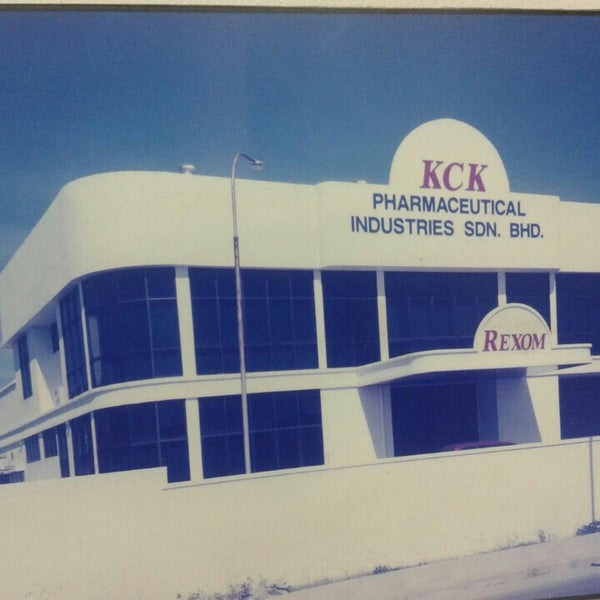 KCK
PHARMACEUTICAL
INDUSTRIES SDN. BHD.
REXOM